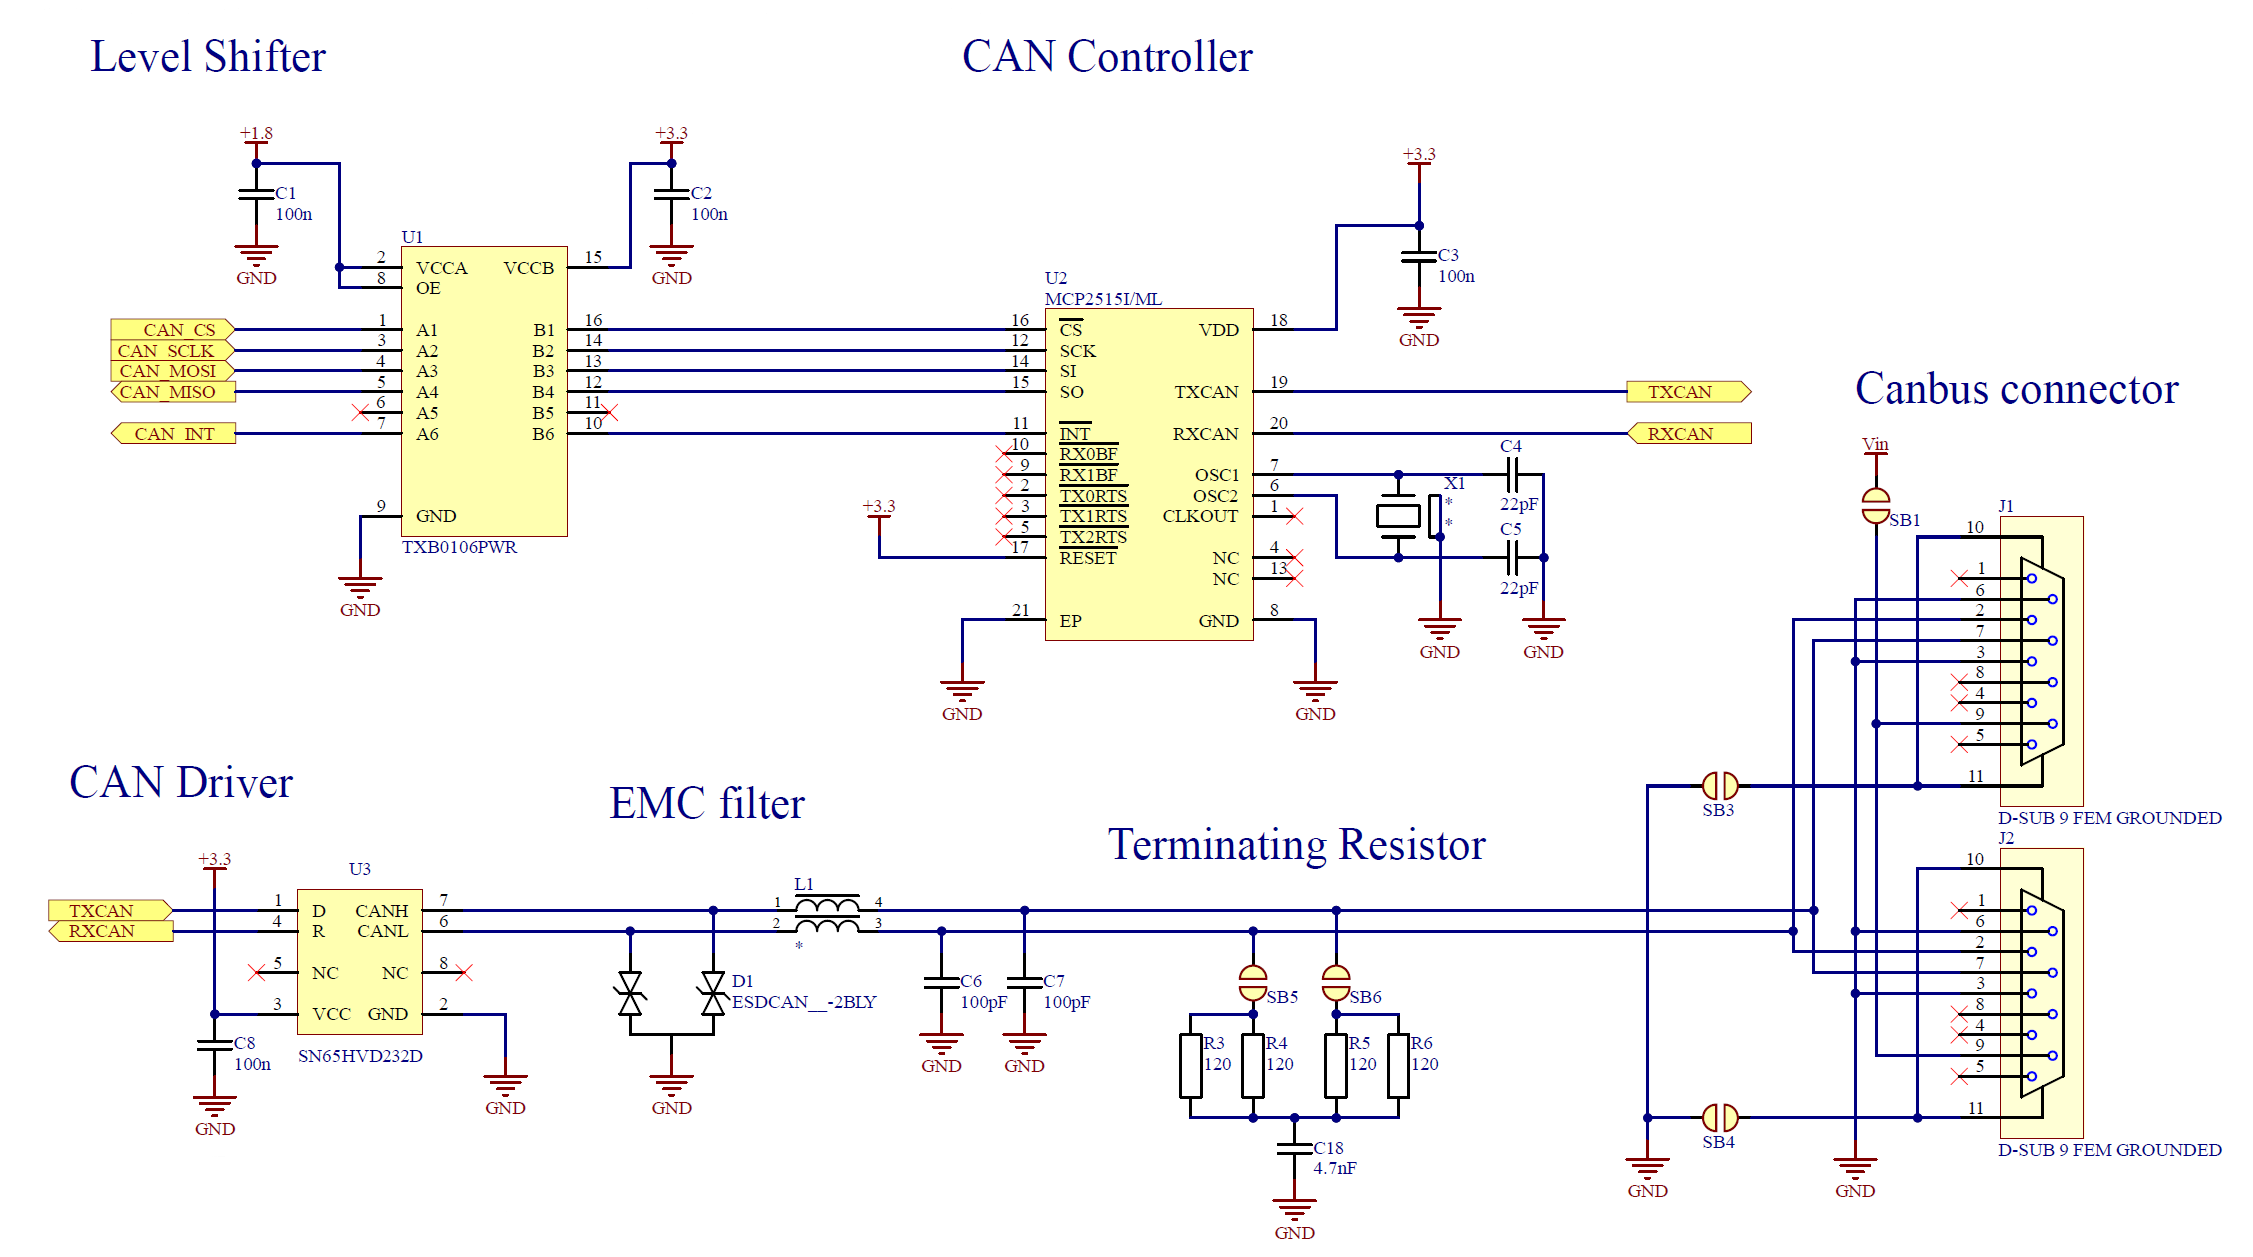 Level Shifter
CAN Controller
+1.8
+3.3
+3.3
C1
100n
C2
100n
C3
100n
GND
GND
GND
U1
2 VCCA VCCB 15
8 OE
CAN_CS 1 A1 B1 16
CAN_SCLK 3 A2 B2 14
CAN_MOSI 4 A3 B3 13
CAN_MISO 5 A4 B4 12
6 A5 B5 11
CAN_INT 7 A6 B6 10
9 GND
TXB0106PWR
GND
U2
MCP2515I/ML
16 CS VDD 18
12 SCK
14 SI
15 SO TXCAN 19 TXCAN
11 INT RXCAN 20 RXCAN
10 RX0BF
9 RX1BF OSC1 7
2 TX0RTS OSC2 6
3 TX1RTS CLKOUT 1
5 TX2RTS
17 RESET NC 4
NC 13
21 EP GND 8
+3.3
GND
GND
C4
22pF
X1
*
*
C5
22pF
GND
GND
Canbus connector
Vin
SB1
J1
10
1
6
2
7
3
8
4
9
5
11
D-SUB 9 FEM GROUNDED
SB3
J2
10
1
6
2
7
3
8
4
9
5
11
D-SUB 9 FEM GROUNDED
SB4
GND
GND
CAN Driver
+3.3
U3
TXCAN 1 D CANH 7
RXCAN 4 R CANL 6
5 NC NC 8
3 VCC GND 2
SN65HVD232D
C8
100n
GND
GND
EMC filter
L1
1 4
2 3
*
D1
ESDCAN__-2BLY
GND
C6
100pF
C7
100pF
GND
GND
Terminating Resistor
SB5
SB6
R3
120
R4
120
R5
120
R6
120
C18
4.7nF
GND